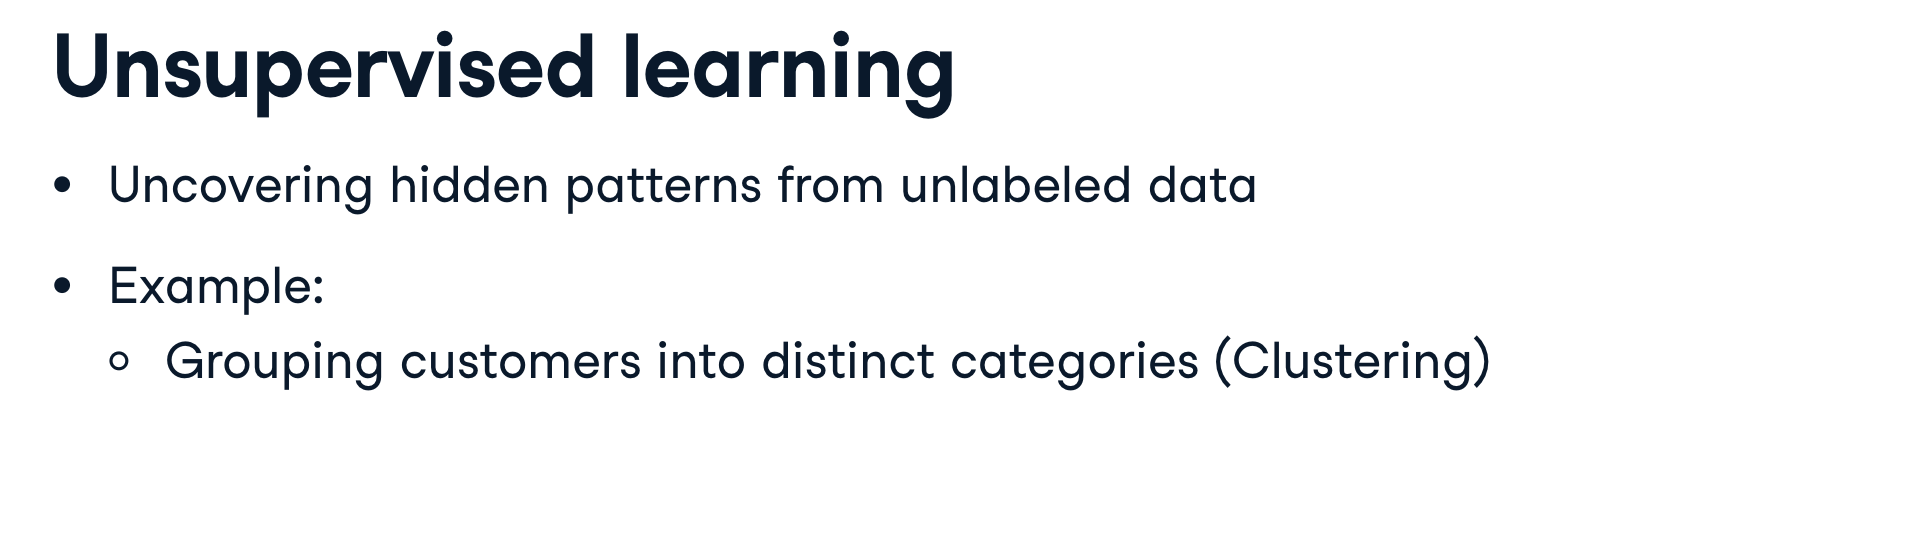 Unsupervised learning
• Uncovering hidden patterns from unlabeled data
• Example:
○ Grouping customers into distinct categories (Clustering)